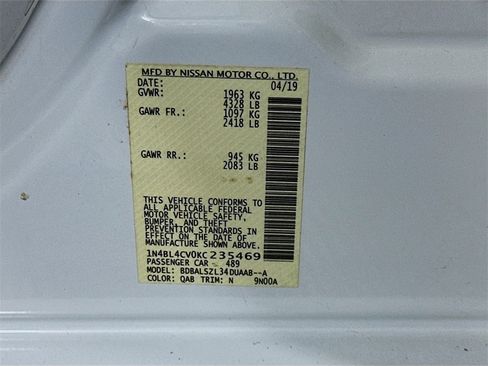 MFD BY NISSAN MOTOR CO., LTD.
DATE: 04/19
GVWR: 1963 KG
4328 LB
GAWR FR.: 1097 KG
2418 LB
GAWR RR.: 945 KG
2083 LB
THIS VEHICLE CONFORMS TO
ALL APPLICABLE FEDERAL
MOTOR VEHICLE SAFETY,
BUMPER, AND THEFT
PREVENTION STANDARDS IN
EFFECT ON THE DATE OF
MANUFACTURE SHOWN ABOVE.
1N4BL4CV0KC235469
PASSENGER CAR 489
MODEL: BDBALSZL34DUAAB--A
COLOR: QAB TRIM: N 9N00A